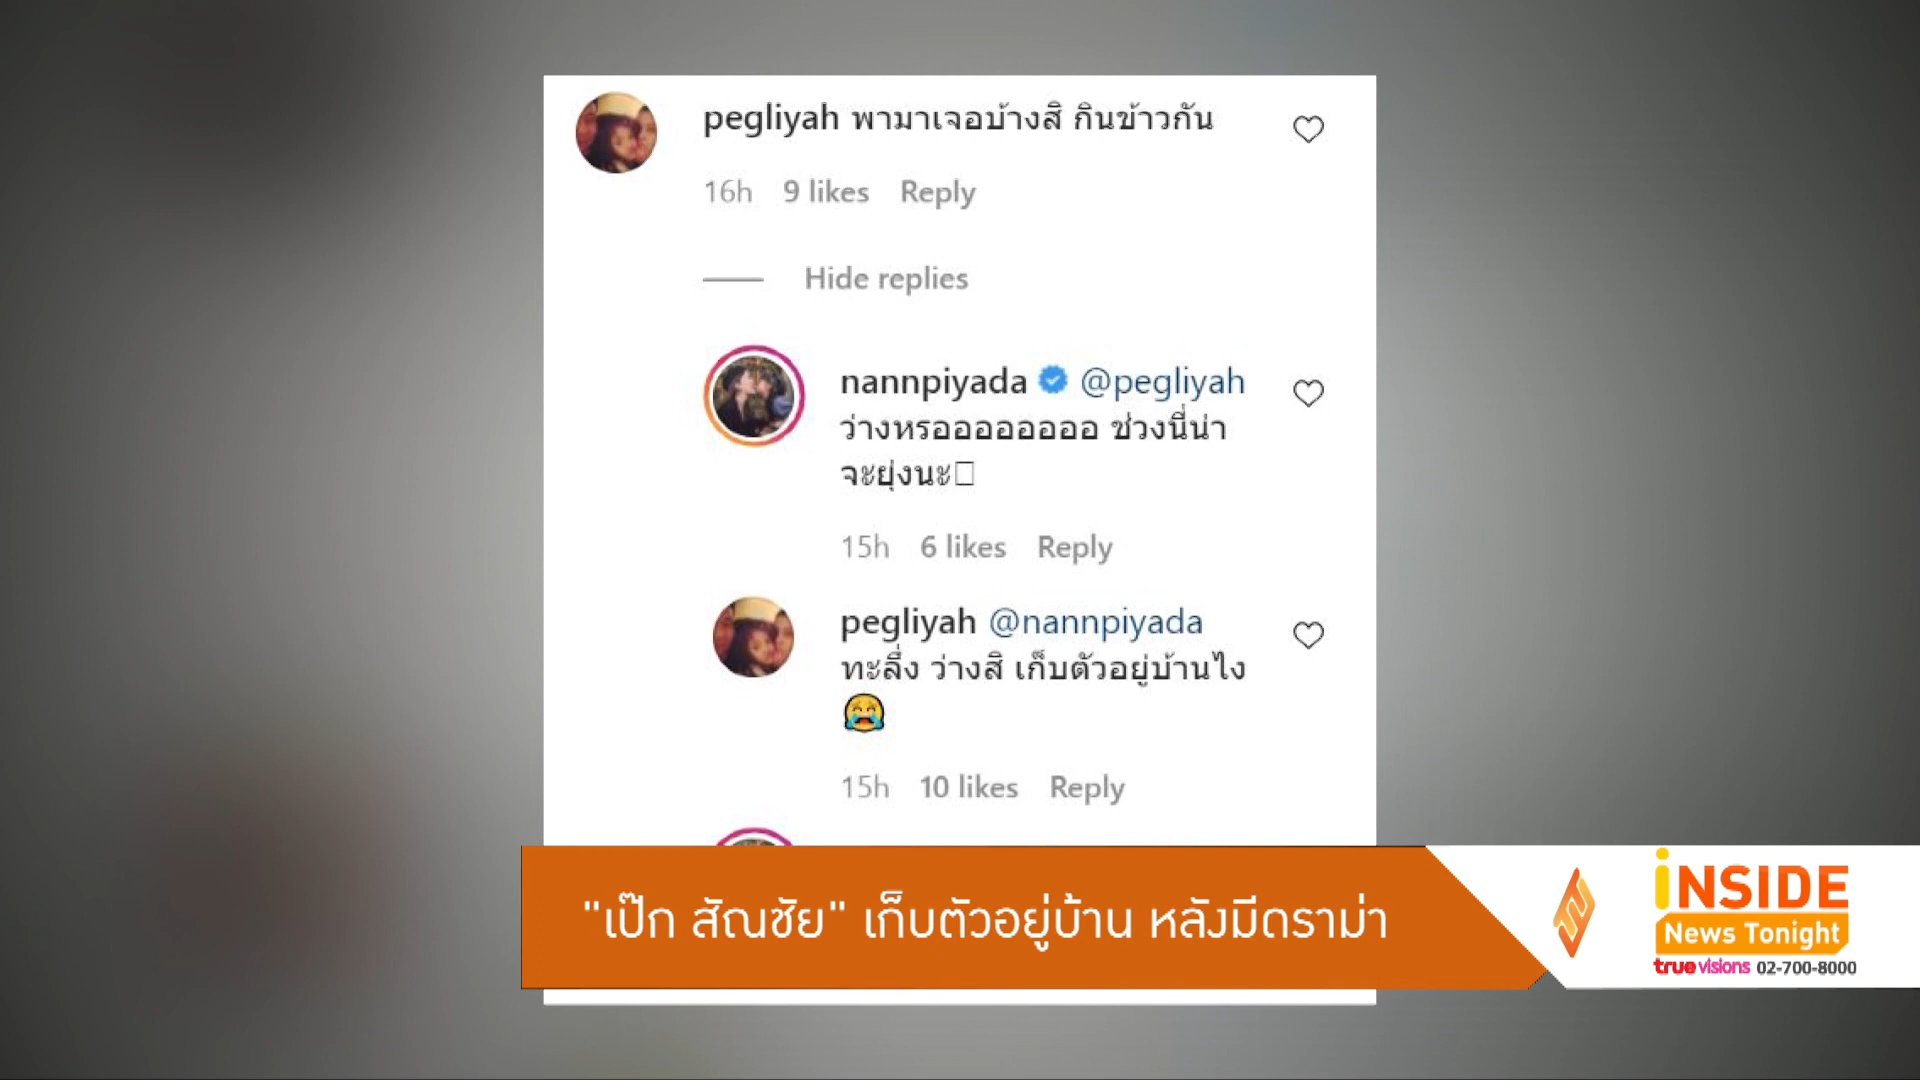 pegliyah พามาเจอบ้างสิ กินข้าวกัน
16h 9 likes Reply
Hide replies
nannpiyada @pegliyah
ว่างหรออออออออ ช่วงนี่น่า
จะยุ่งนะ
15h 6 likes Reply
pegliyah @nannpiyada
ทะลึ่ง ว่างสิ เก็บตัวอยู่บ้านไง
😂
15h 10 likes Reply
"เป๊ก สัณชัย" เก็บตัวอยู่บ้าน หลังมีดราม่า
iNSIDE
News Tonight
truevisions 02-700-8000